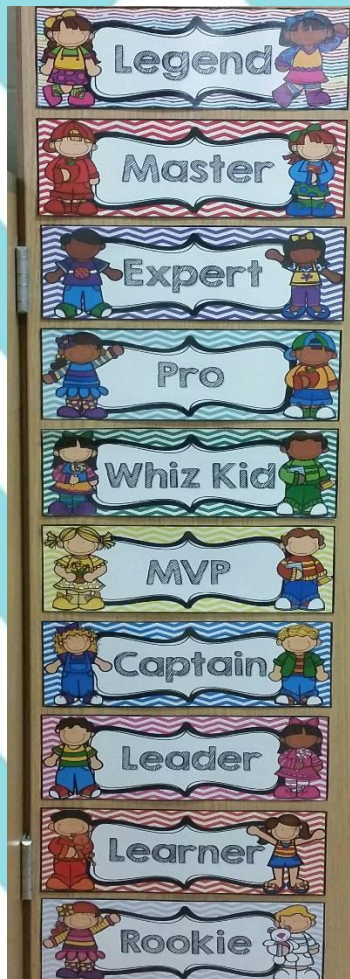 Legend
Master
Expert
Pro
Whiz Kid
MVP
Captain
Leader
Learner
Rookie